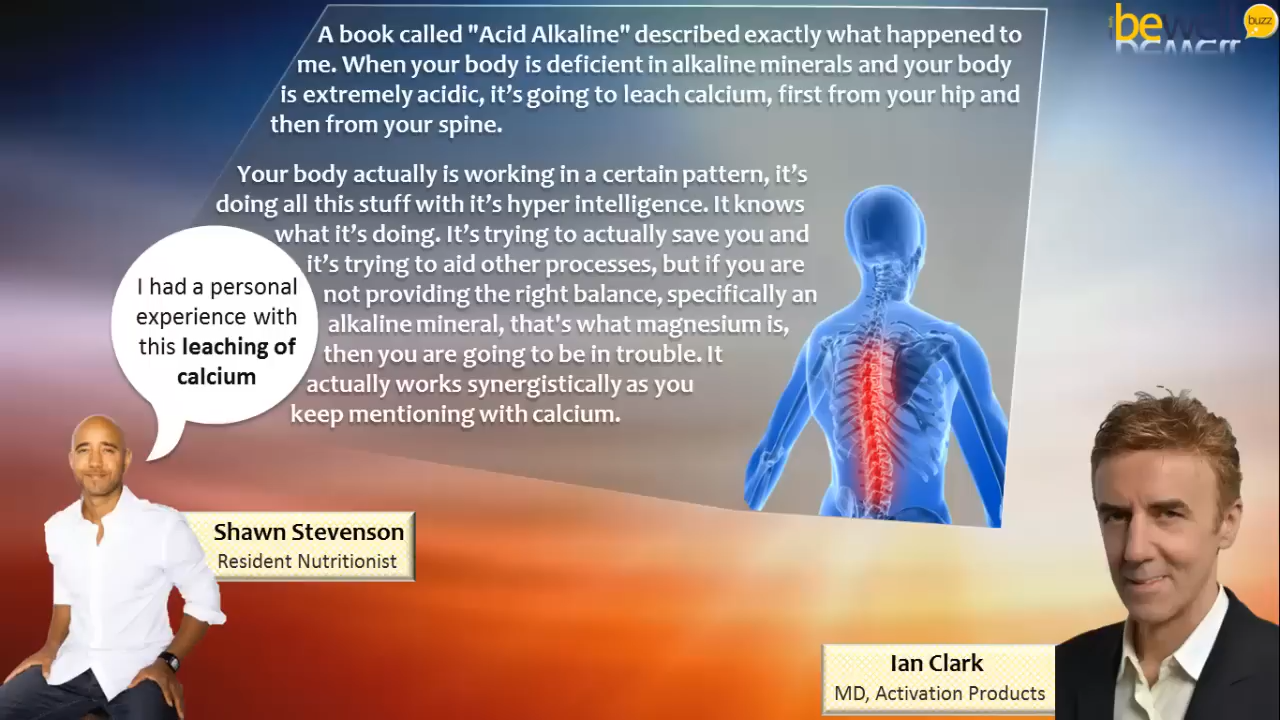 A book called "Acid Alkaline" described exactly what happened to
me. When your body is deficient in alkaline minerals and your body
is extremely acidic, it’s going to leach calcium, first from your hip and
then from your spine.
Your body actually is working in a certain pattern, it’s
doing all this stuff with it’s hyper intelligence. It knows
what it’s doing. It’s trying to actually save you and
it’s trying to aid other processes, but if you are
not providing the right balance, specifically an
alkaline mineral, that's what magnesium is,
then you are going to be in trouble. It
actually works synergistically as you
keep mentioning with calcium.
I had a personal
experience with
this leaching of
calcium
Shawn Stevenson
Resident Nutritionist
Ian Clark
MD, Activation Products
bewell
buzz